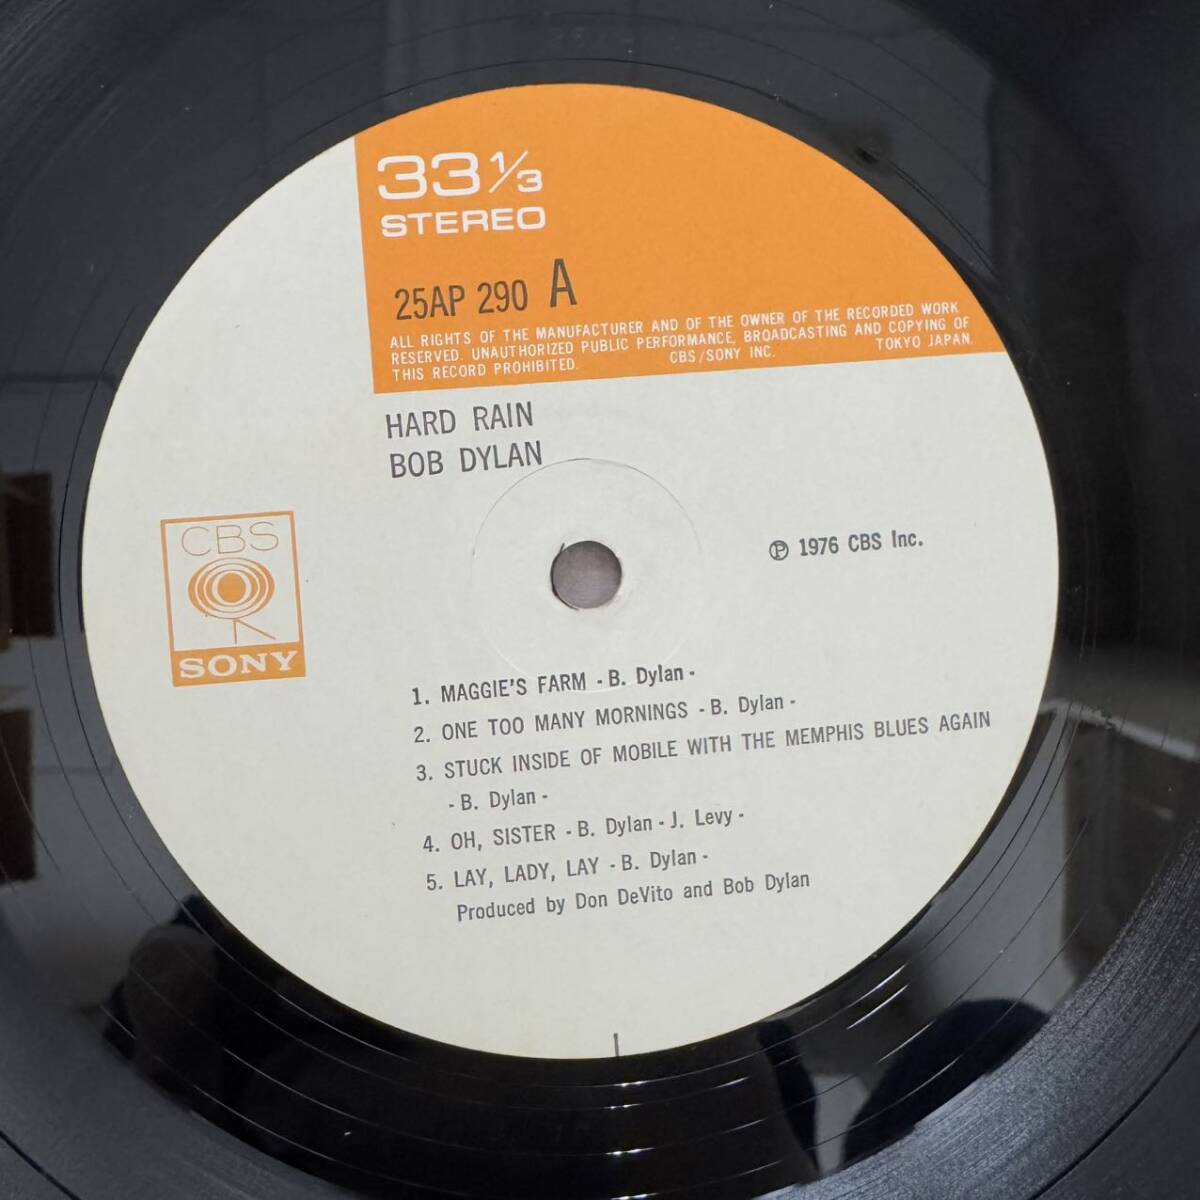 33 1/3
STEREO
25AP 290 A
ALL RIGHTS OF THE MANUFACTURER AND OF THE OWNER OF THE RECORDED WORK
RESERVED. UNAUTHORIZED PUBLIC PERFORMANCE, BROADCASTING AND COPYING OF
THIS RECORD PROHIBITED. CBS/SONY INC. TOKYO JAPAN.
HARD RAIN
BOB DYLAN
CBS
SONY
℗ 1976 CBS Inc.
1. MAGGIE'S FARM - B. Dylan -
2. ONE TOO MANY MORNINGS - B. Dylan -
3. STUCK INSIDE OF MOBILE WITH THE MEMPHIS BLUES AGAIN
- B. Dylan -
4. OH, SISTER - B. Dylan - J. Levy -
5. LAY, LADY, LAY - B. Dylan -
Produced by Don DeVito and Bob Dylan